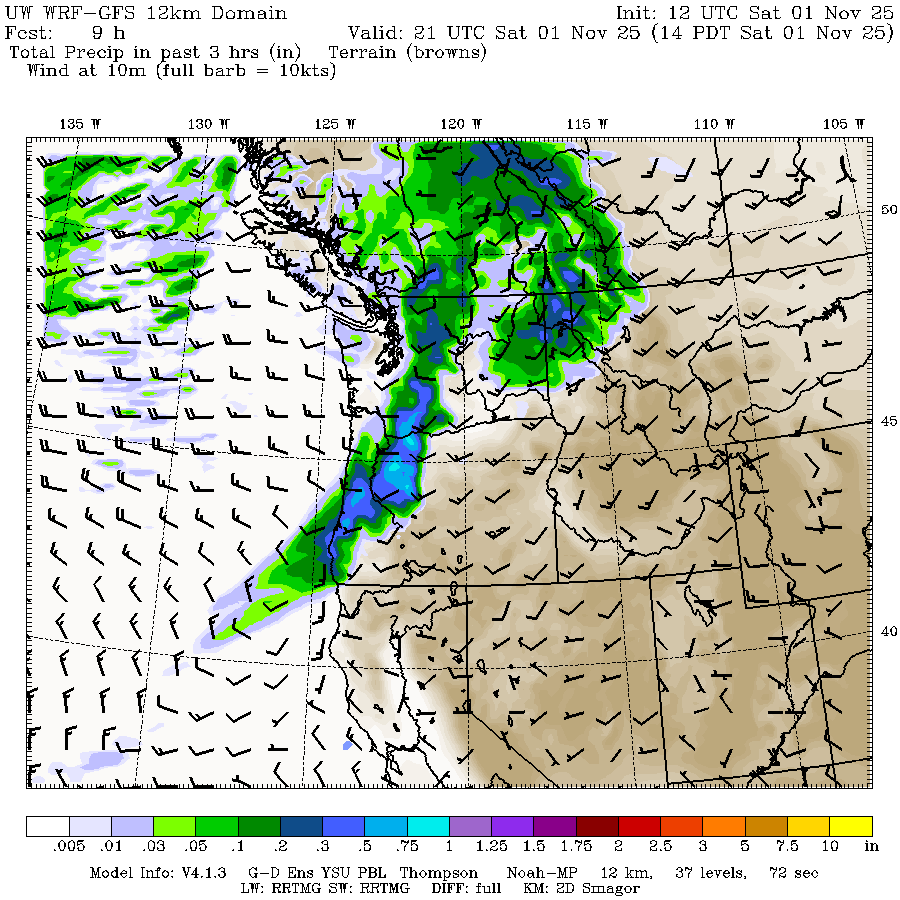 UW WRF-GFS 12km Domain Init: 12 UTC Sat 01 Nov 25
Fcst: 9 h Valid: 21 UTC Sat 01 Nov 25 (14 PDT Sat 01 Nov 25)
Total Precip in past 3 hrs (in) Terrain (browns)
Wind at 10m (full barb = 10kts)
135 W 130 W 125 W 120 W 115 W 110 W 105 W
50
45
40
.005 .01 .03 .05 .1 .2 .3 .5 .75 1 1.25 1.5 1.75 2 2.5 3 5 7.5 10 in
Model Info: V4.1.3 G-D Ens YSU PBL Thompson Noah-MP 12 km, 37 levels, 72 sec
LW: RRTMG SW: RRTMG DIFF: full KM: 2D Smagor